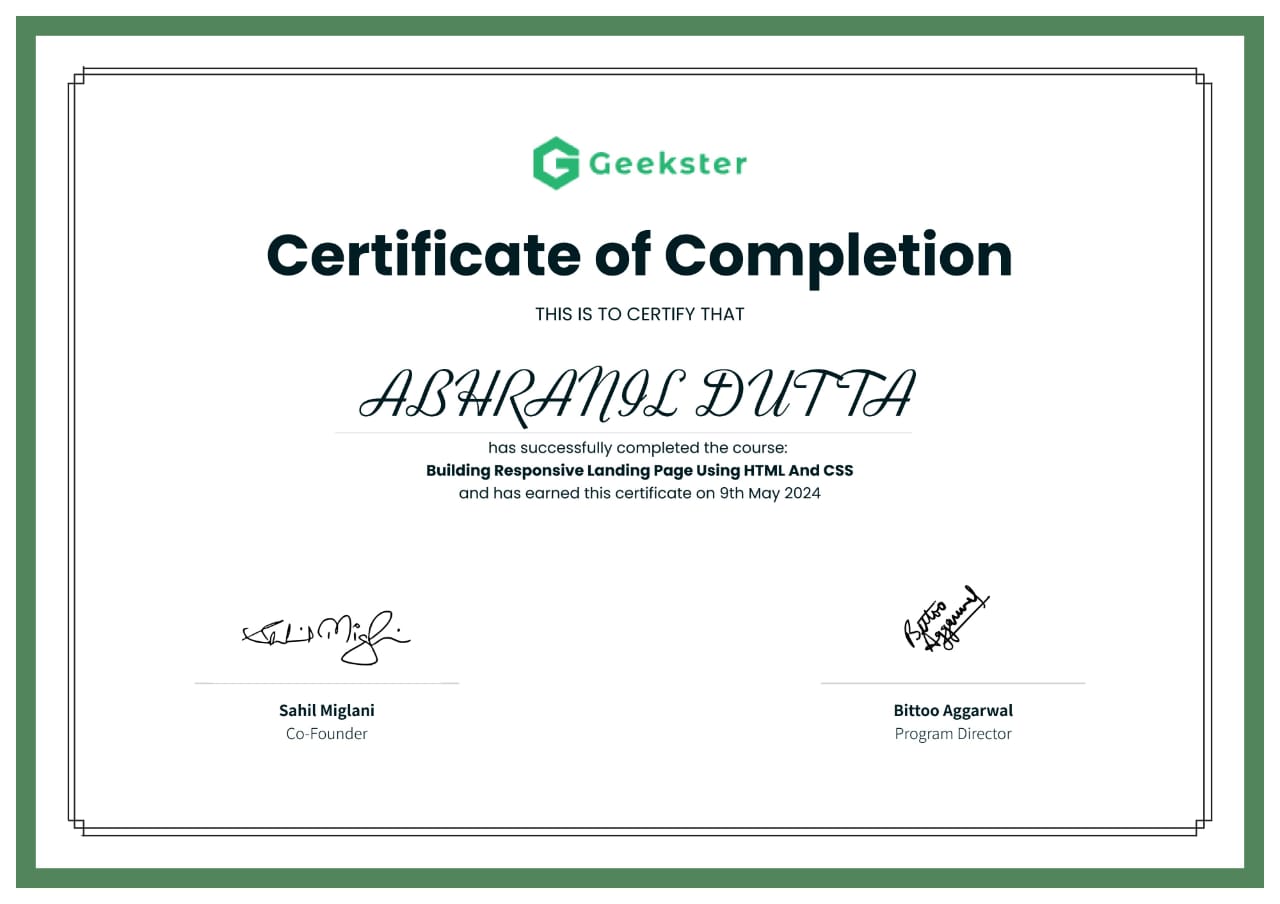 Geekster
Certificate of Completion
THIS IS TO CERTIFY THAT
ABHRANIL DUTTA
has successfully completed the course:
Building Responsive Landing Page Using HTML And CSS
and has earned this certificate on 9th May 2024
Sahil Miglani
Bittoo
Aggarwal
Sahil Miglani
Co-Founder
Bittoo Aggarwal
Program Director